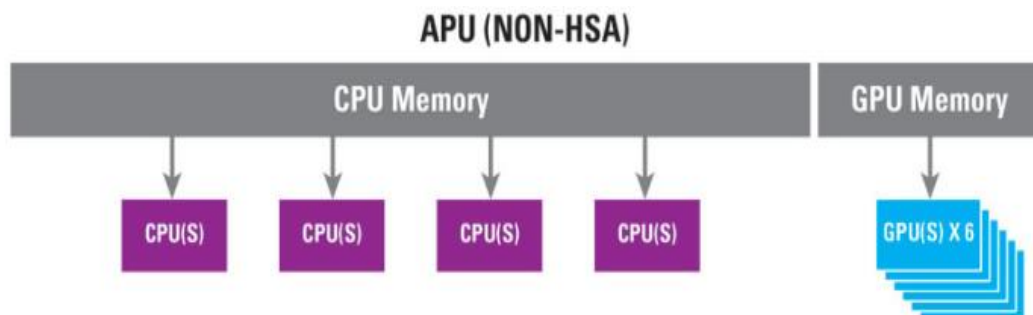 APU (NON-HSA)
CPU Memory
GPU Memory
CPU(S)
CPU(S)
CPU(S)
CPU(S)
GPU(S) X 6